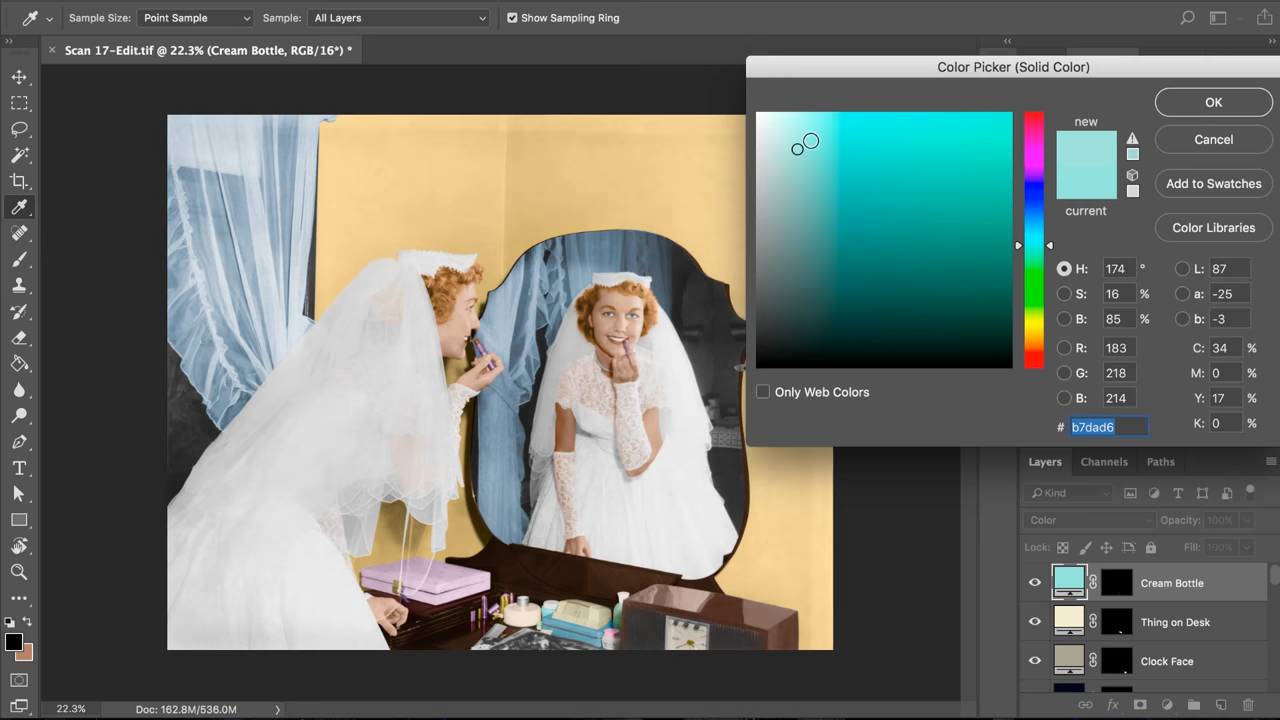 Sample Size: Point Sample Sample: All Layers Show Sampling Ring
Scan 17-Edit.tif @ 22.3% (Cream Bottle, RGB/16*) *
Color Picker (Solid Color)
new
current
OK
Cancel
Add to Swatches
Color Libraries
H: 174 ° L: 87
S: 16 % a: -25
B: 85 % b: -3
R: 183 C: 34 %
G: 218 M: 0 %
B: 214 Y: 17 %
# b7dad6 K: 0 %
Only Web Colors
Layers Channels Paths
Kind
Color Opacity: 100%
Lock: Fill: 100%
Cream Bottle
Thing on Desk
Clock Face
fx
22.3% Doc: 162.8M/536.0M